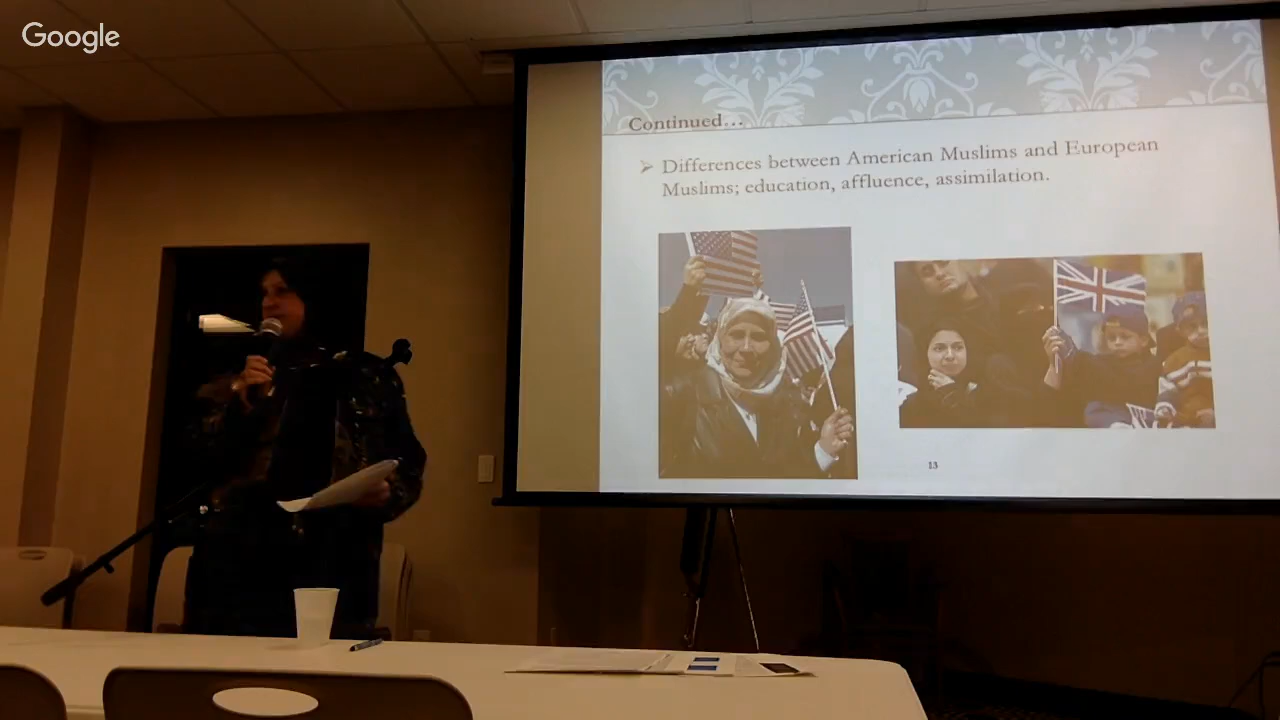 Google
Continued...
➢ Differences between American Muslims and European
Muslims; education, affluence, assimilation.
13